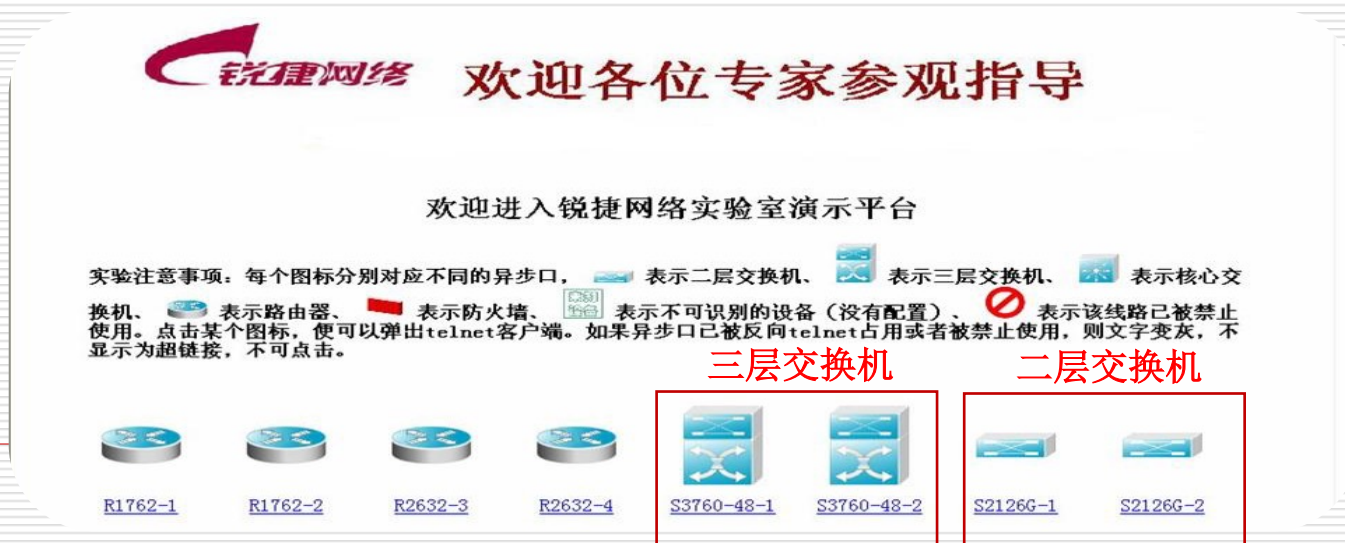 锐捷网络 欢迎各位专家参观指导
欢迎进入锐捷网络实验室演示平台
实验注意事项：每个图标分别对应不同的异步口， 表示二层交换机、 表示三层交换机、 表示核心交
换机、 表示路由器、 表示防火墙、 表示不可识别的设备（没有配置）、 表示该线路已被禁止
使用。点击某个图标，便可以弹出telnet客户端。如果异步口已被反向telnet占用或者被禁止使用，则文字变灰，不
显示为超链接，不可点击。
三层交换机 二层交换机
R1762-1 R1762-2 R2632-3 R2632-4 S3760-48-1 S3760-48-2 S2126G-1 S2126G-2